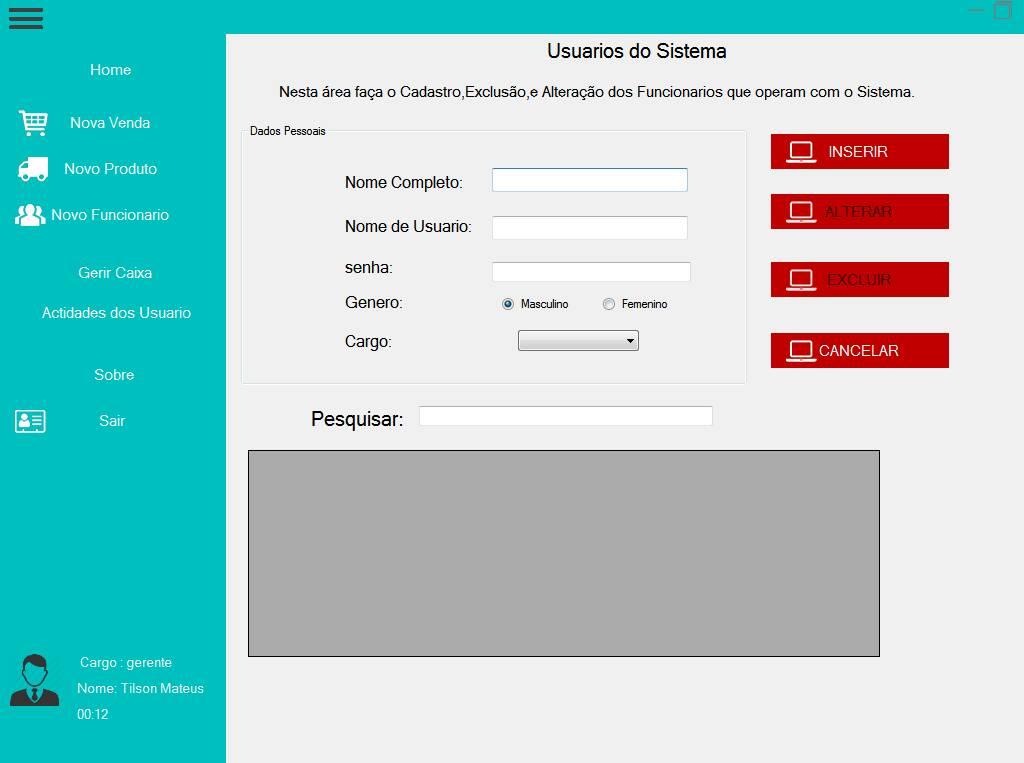 Home
Nova Venda
Novo Produto
Novo Funcionario
Gerir Caixa
Actidades dos Usuario
Sobre
Sair
Cargo : gerente
Nome: Tilson Mateus
00:12
Usuarios do Sistema
Nesta área faça o Cadastro,Exclusão,e Alteração dos Funcionarios que operam com o Sistema.
Dados Pessoais
Nome Completo:
Nome de Usuario:
senha:
Genero:
Masculino
Femenino
Cargo:
INSERIR
ALTERAR
EXCLUIR
CANCELAR
Pesquisar: